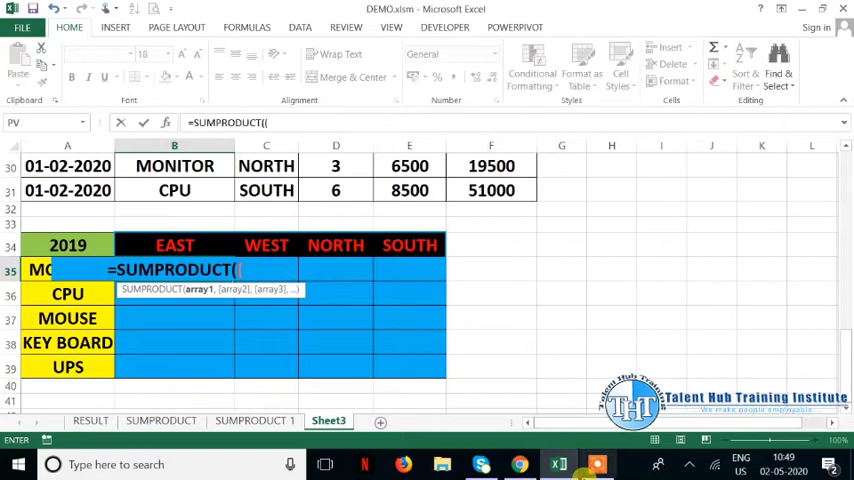 DEMO.xlsm - Microsoft Excel
FILE HOME INSERT PAGE LAYOUT FORMULAS DATA REVIEW VIEW DEVELOPER POWERPIVOT Sign in
Paste 18 Wrap Text General Conditional Formatting Format as Table Cell Styles Insert Sort & Filter Find & Select
B I U A Merge & Center % Delete
Format
Clipboard Font Alignment Number Styles Cells Editing
PV =SUMPRODUCT((
A B C D E F G H I J K L
30 01-02-2020 MONITOR NORTH 3 6500 19500
31 01-02-2020 CPU SOUTH 6 8500 51000
32
33
34 2019 EAST WEST NORTH SOUTH
35 MO =SUMPRODUCT((
36 CPU SUMPRODUCT(array1, [array2], [array3], ...)
37 MOUSE
38 KEY BOARD
39 UPS
40
THT Talent Hub Training Institute
...We make people employable...
RESULT SUMPRODUCT SUMPRODUCT 1 Sheet3
ENTER 100%
Type here to search ENG US 10:49 02-05-2020 2